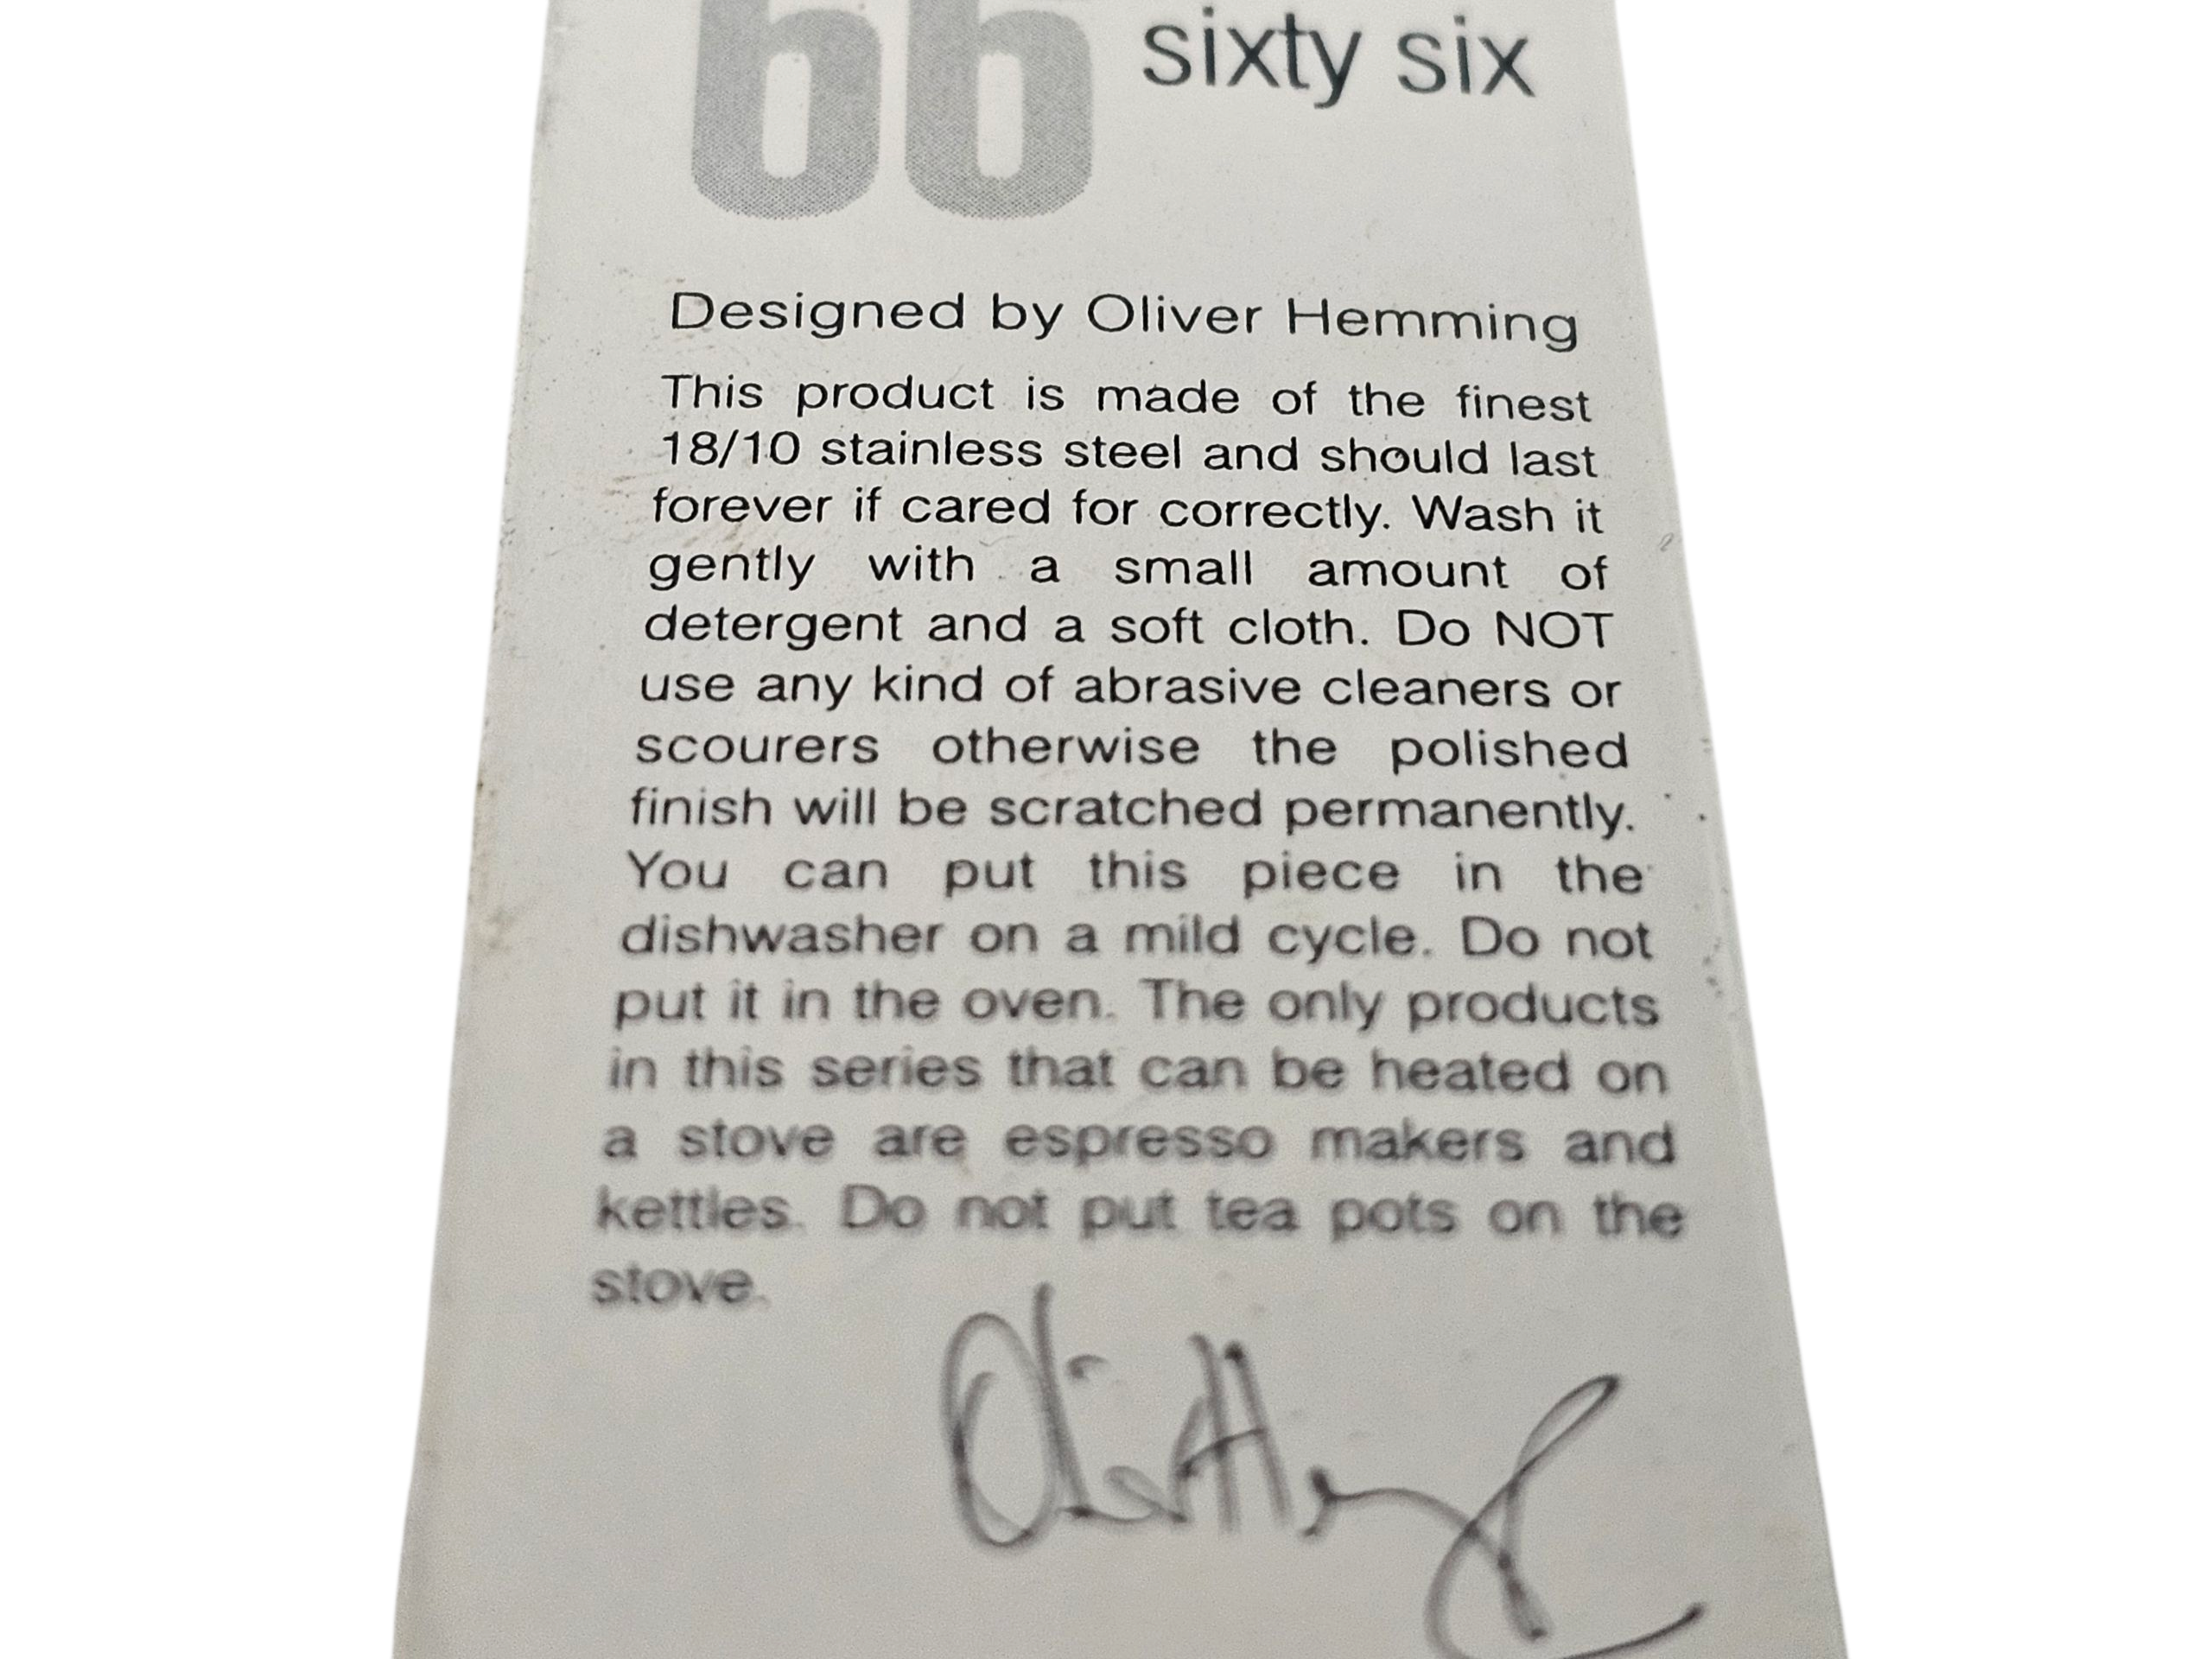 66 sixty six
Designed by Oliver Hemming
This product is made of the finest
18/10 stainless steel and should last
forever if cared for correctly. Wash it
gently with a small amount of
detergent and a soft cloth. Do NOT
use any kind of abrasive cleaners or
scourers otherwise the polished
finish will be scratched permanently.
You can put this piece in the
dishwasher on a mild cycle. Do not
put it in the oven. The only products
in this series that can be heated on
a stove are espresso makers and
kettles. Do not put tea pots on the
stove.